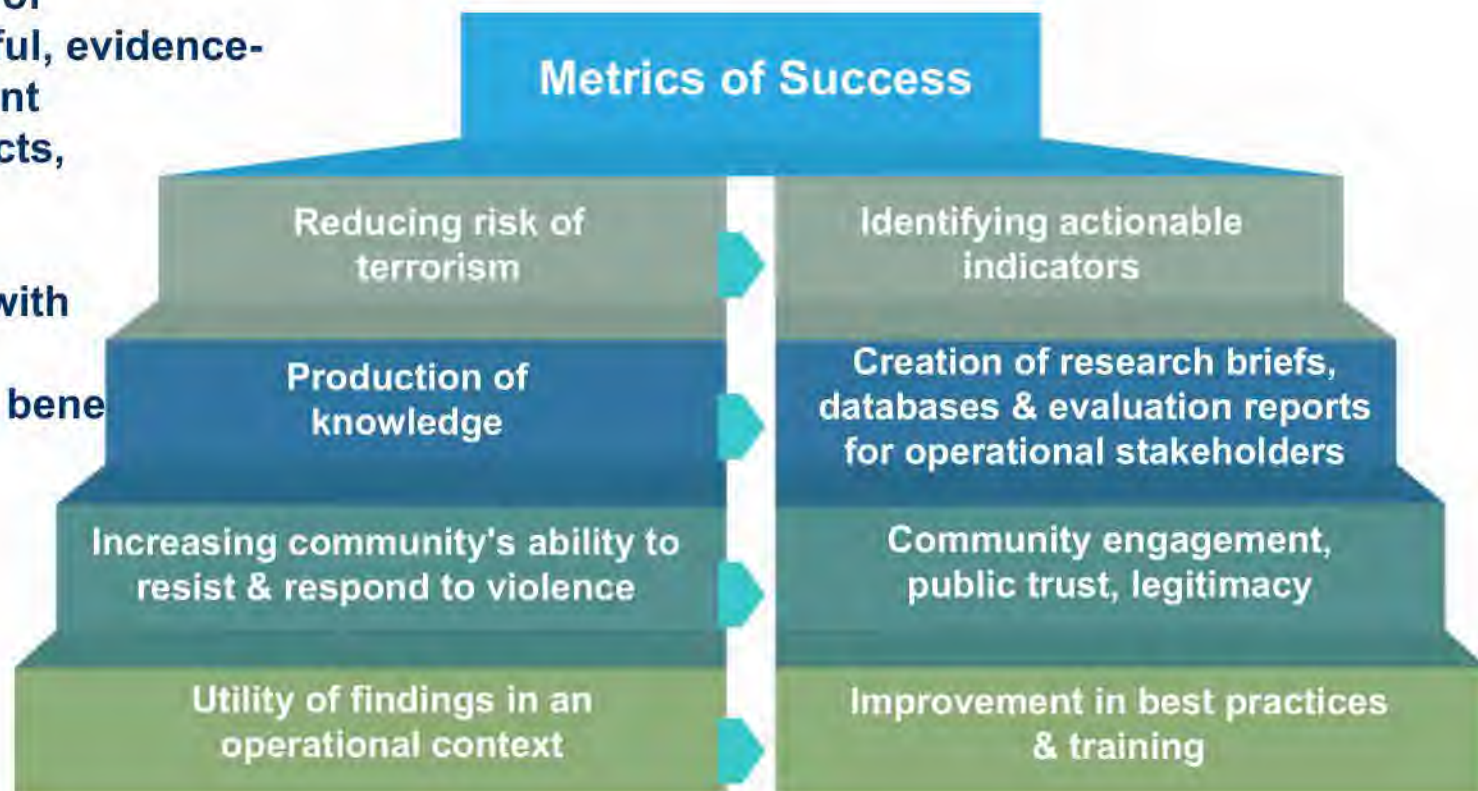 ful, evidence-
nt
cts,
with
bene
Metrics of Success
Reducing risk of
terrorism
Identifying actionable
indicators
Production of
knowledge
Creation of research briefs,
databases & evaluation reports
for operational stakeholders
Increasing community's ability to
resist & respond to violence
Community engagement,
public trust, legitimacy
Utility of findings in an
operational context
Improvement in best practices
& training